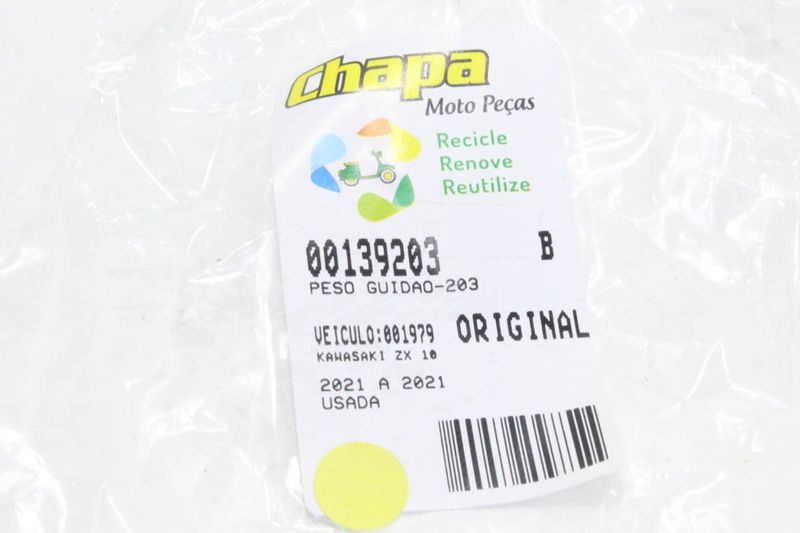 Chapa
Moto Peças
Recicle
Renove
Reutilize
00139203 B
PESO GUIDAO-203
VEICULO:001979 ORIGINAL
KAWASAKI ZX 10
2021 A 2021
USADA